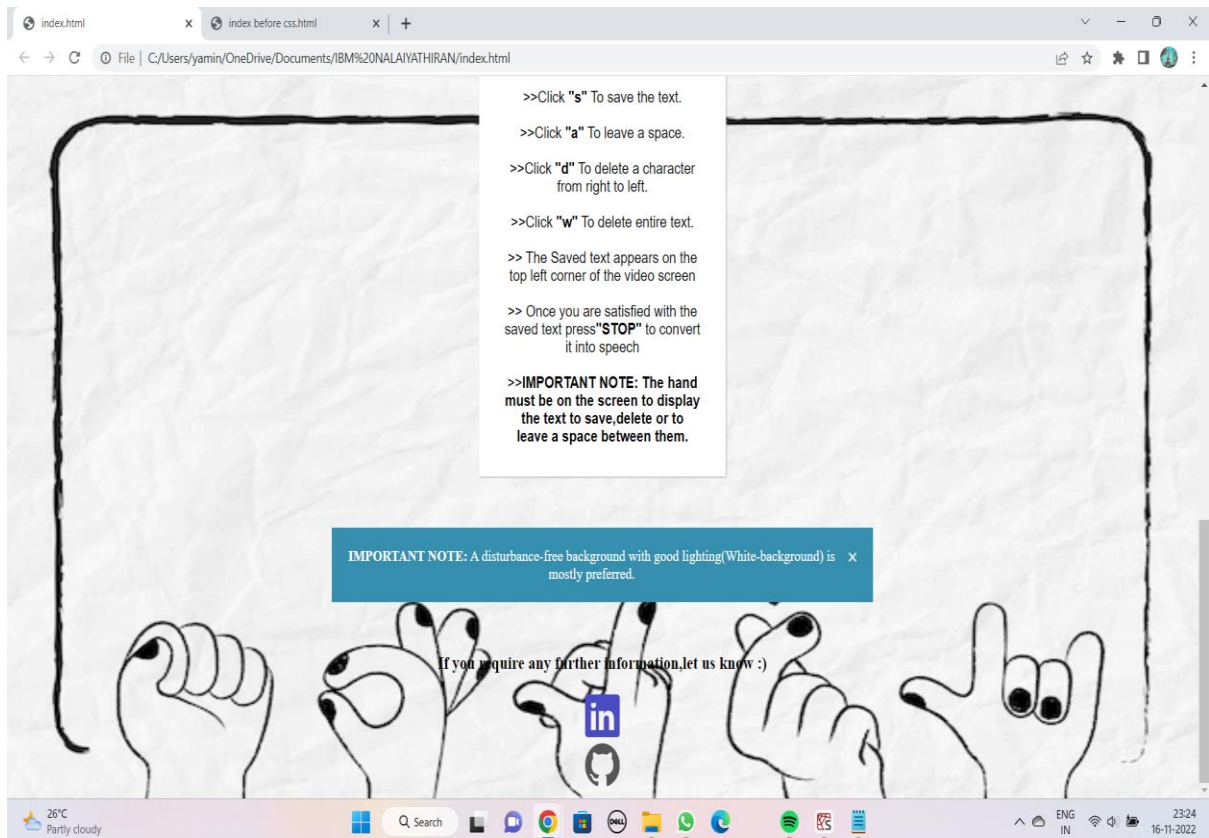 index.html
index before css.html
File | C:/Users/yamin/OneDrive/Documents/IBM%20NALAIYATHIRAN/index.html
>>Click "s" To save the text.
>>Click "a" To leave a space.
>>Click "d" To delete a character
from right to left.
>>Click "w" To delete entire text.
>> The Saved text appears on the
top left corner of the video screen
>> Once you are satisfied with the
saved text press"STOP" to convert
it into speech
>>IMPORTANT NOTE: The hand
must be on the screen to display
the text to save,delete or to
leave a space between them.
IMPORTANT NOTE: A disturbance-free background with good lighting(White-background) is
mostly preferred.
If you require any further information,let us know :)
in
26°C
Partly cloudy
Search
DELL
ENG
IN
23:24
16-11-2022